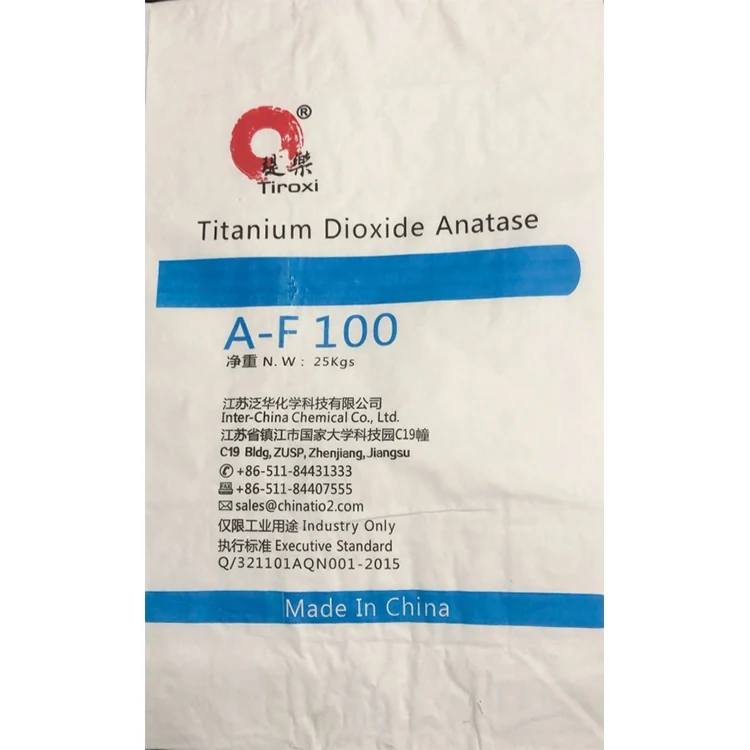 ®
提樂
Tiroxi
Titanium Dioxide Anatase
A-F 100
净重 N.W: 25Kgs
江苏泛华化学科技有限公司
Inter-China Chemical Co., Ltd.
江苏省镇江市国家大学科技园C19幢
C19 Bldg, ZUSP, Zhenjiang, Jiangsu
+86-511-84431333
+86-511-84407555
sales@chinatio2.com
仅限工业用途 Industry Only
执行标准 Executive Standard
Q/321101AQN001-2015
Made In China